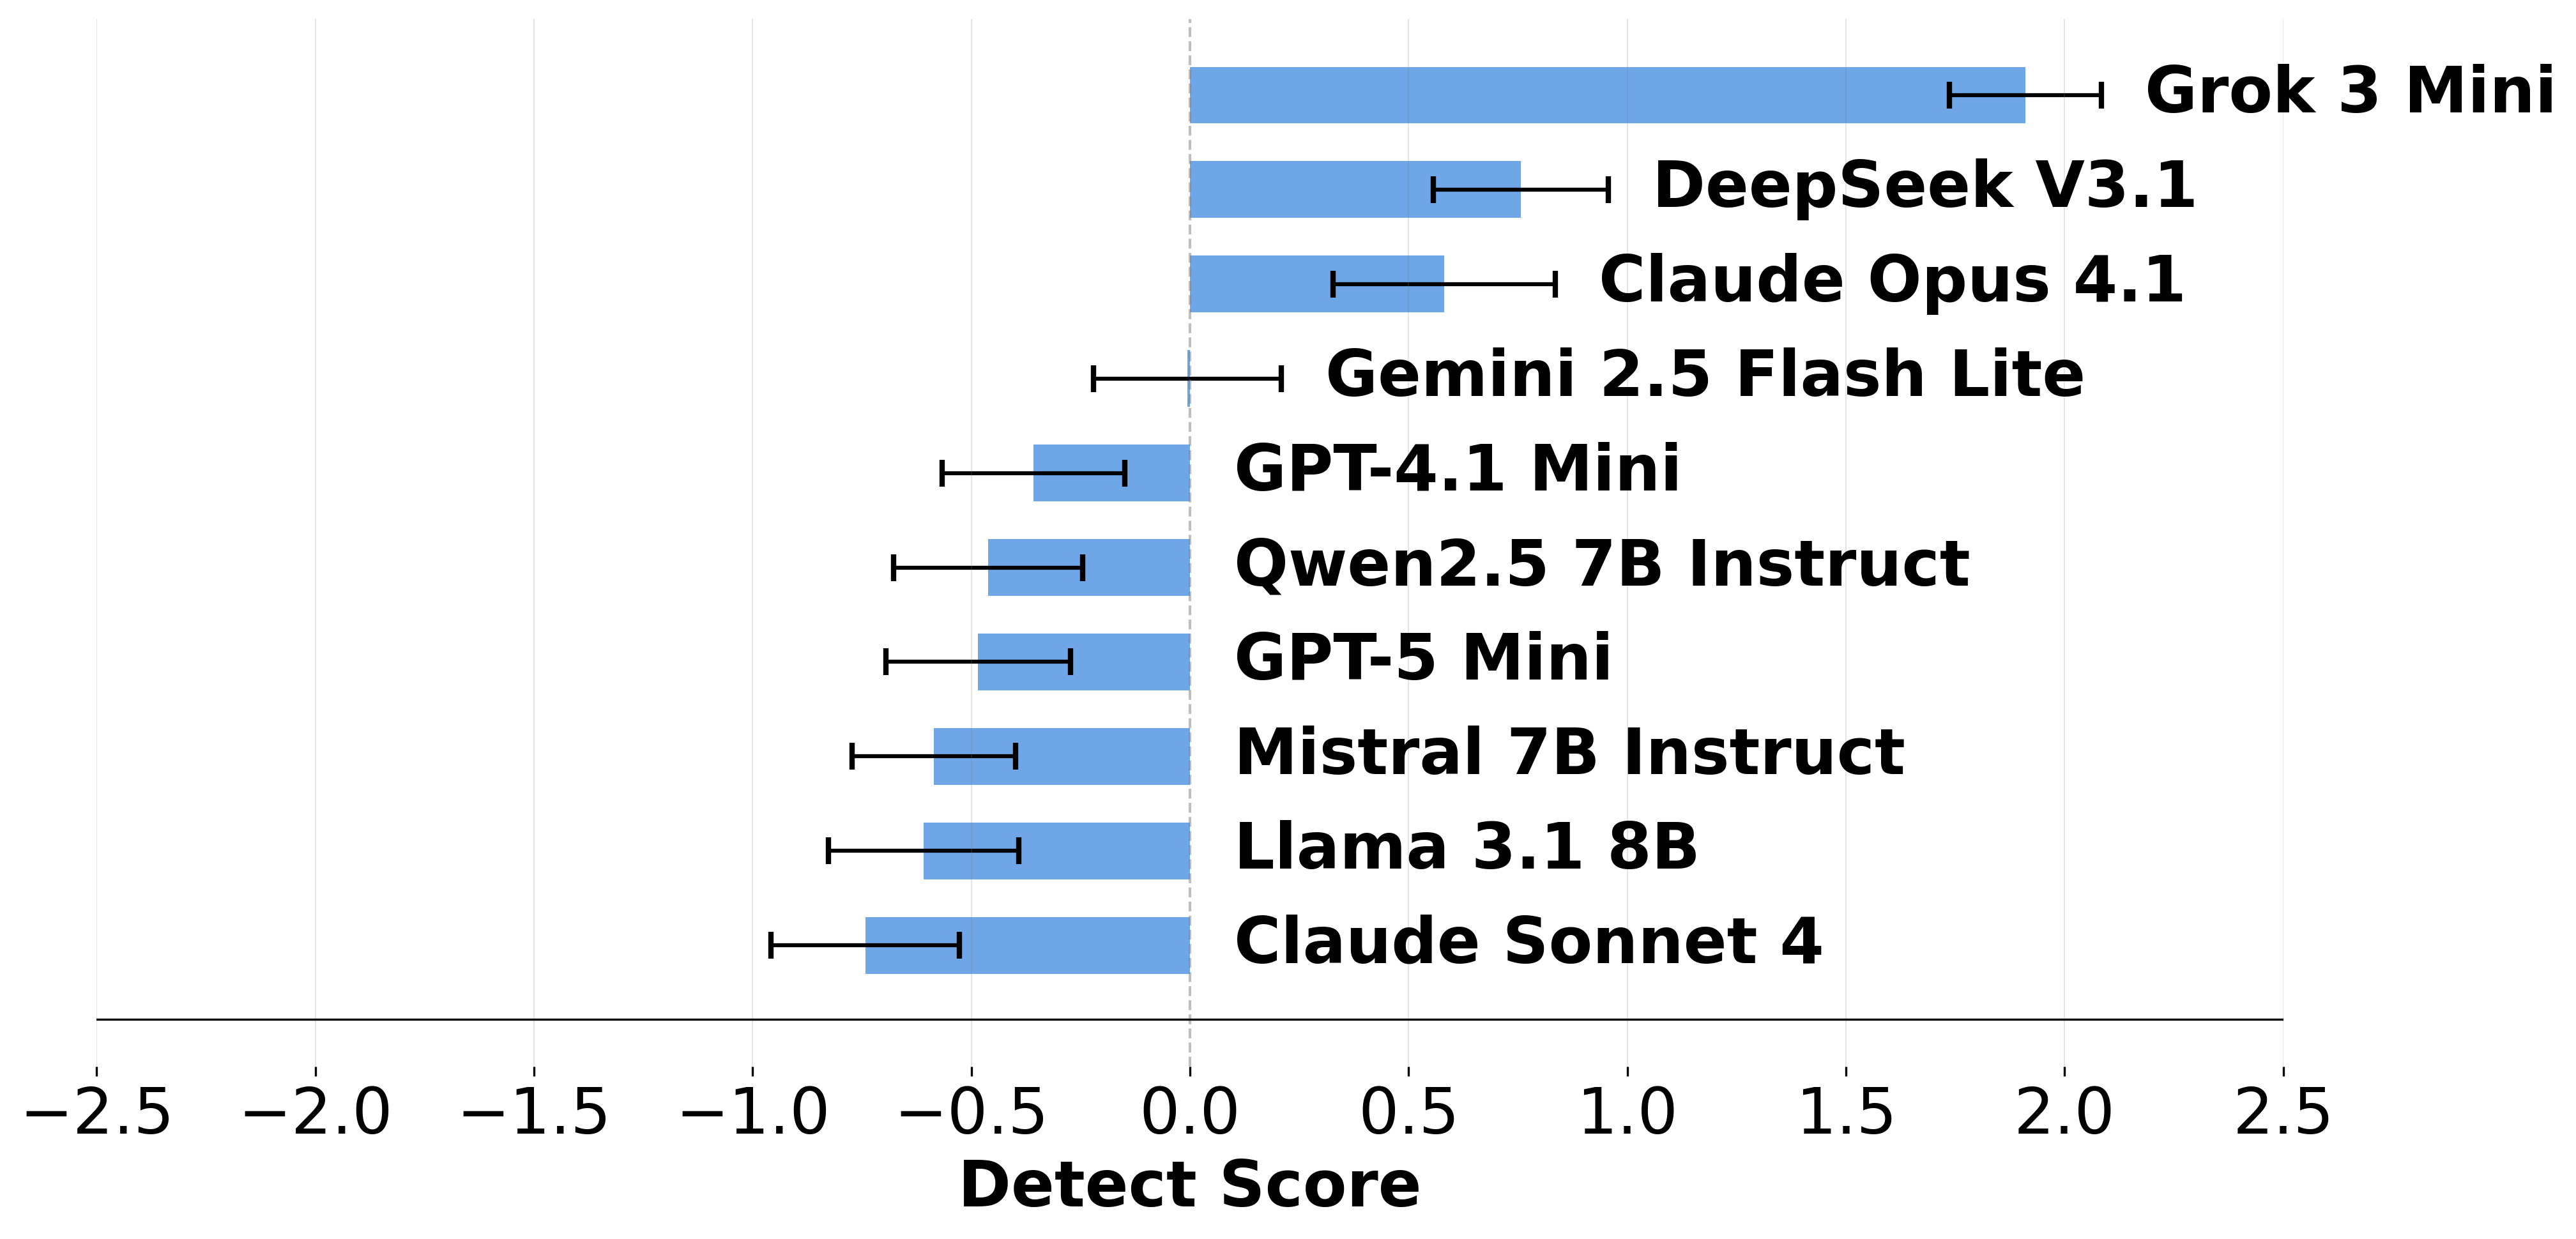 Grok 3 Mini
DeepSeek V3.1
Claude Opus 4.1
Gemini 2.5 Flash Lite
GPT-4.1 Mini
Qwen2.5 7B Instruct
GPT-5 Mini
Mistral 7B Instruct
Llama 3.1 8B
Claude Sonnet 4
−2.5 −2.0 −1.5 −1.0 −0.5 0.0 0.5 1.0 1.5 2.0 2.5
Detect Score